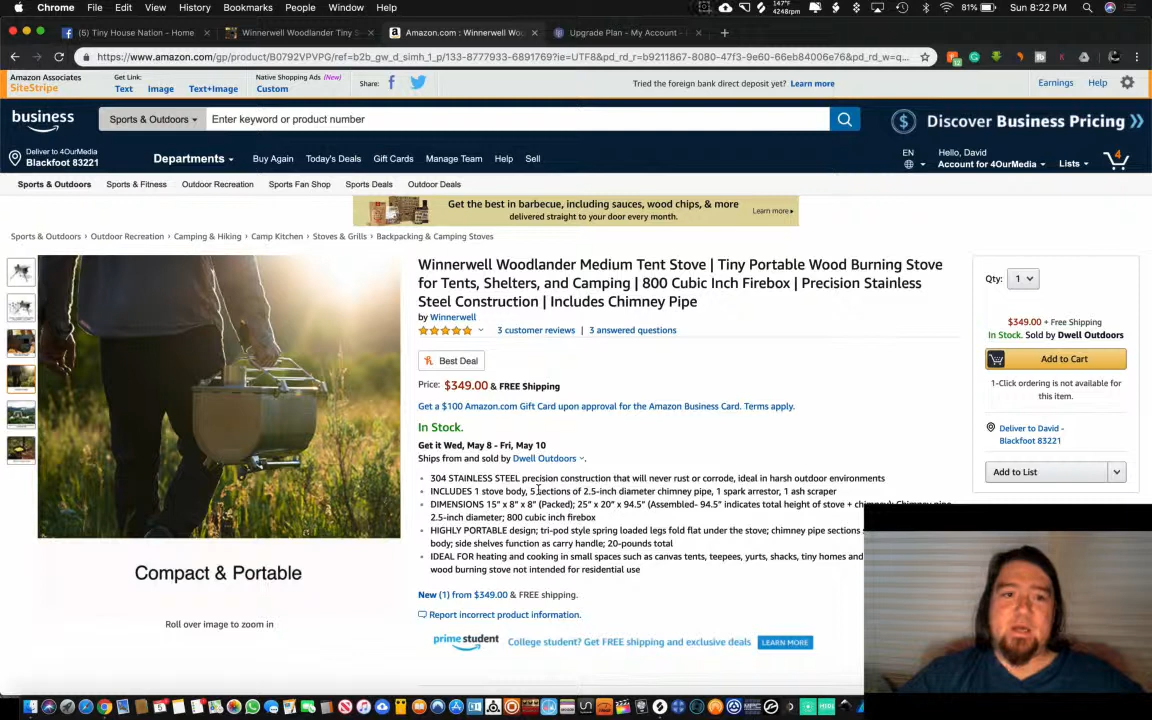 Chrome File Edit View History Bookmarks People Window Help
147°F
4248rpm
81%
Sun 8:22 PM
(5) Tiny House Nation - Home
Winnerwell Woodlander Tiny S
Amazon.com : Winnerwell Wo
Upgrade Plan - My Account -
https://www.amazon.com/gp/product/B0792VPVPG/ref=b2b_gw_d_simh_1_p/133-8777933-6891769?ie=UTF8&pd_rd_r=b9211867-8080-47f3-9e60-66eb84006e76&pd_rd_w=q...
Amazon Associates
SiteStripe
Get Link:
Text Image Text+Image
Native Shopping Ads (New)
Custom
Share:
Tried the foreign bank direct deposit yet? Learn more
Earnings Help
business
Sports & Outdoors
Enter keyword or product number
Discover Business Pricing
Deliver to 4OurMedia
Blackfoot 83221
Departments
Buy Again Today's Deals Gift Cards Manage Team Help Sell
EN
Hello, David
Account for 4OurMedia
Lists
4
Sports & Outdoors Sports & Fitness Outdoor Recreation Sports Fan Shop Sports Deals Outdoor Deals
Get the best in barbecue, including sauces, wood chips, & more
delivered straight to your door every month.
Learn more
Sports & Outdoors › Outdoor Recreation › Camping & Hiking › Camp Kitchen › Stoves & Grills › Backpacking & Camping Stoves
Winnerwell Woodlander Medium Tent Stove | Tiny Portable Wood Burning Stove
for Tents, Shelters, and Camping | 800 Cubic Inch Firebox | Precision Stainless
Steel Construction | Includes Chimney Pipe
by Winnerwell
3 customer reviews | 3 answered questions
Best Deal
Price: $349.00 & FREE Shipping
Get a $100 Amazon.com Gift Card upon approval for the Amazon Business Card. Terms apply.
In Stock.
Get it Wed, May 8 - Fri, May 10
Ships from and sold by Dwell Outdoors.
304 STAINLESS STEEL precision construction that will never rust or corrode, ideal in harsh outdoor environments
INCLUDES 1 stove body, 5 sections of 2.5-inch diameter chimney pipe, 1 spark arrestor, 1 ash scraper
DIMENSIONS 15" x 8" x 8" (Packed); 25" x 20" x 94.5" (Assembled- 94.5" indicates total height of stove + chimney); Chimney pipe
2.5-inch diameter; 800 cubic inch firebox
HIGHLY PORTABLE design; tri-pod style spring loaded legs fold flat under the stove; chimney pipe sections
body; side shelves function as carry handle; 20-pounds total
IDEAL FOR heating and cooking in small spaces such as canvas tents, teepees, yurts, shacks, tiny homes and
wood burning stove not intended for residential use
New (1) from $349.00 & FREE shipping.
Report incorrect product information.
prime student
College student? Get FREE shipping and exclusive deals
LEARN MORE
Compact & Portable
Roll over image to zoom in
Qty: 1
$349.00 + Free Shipping
In Stock. Sold by Dwell Outdoors
Add to Cart
1-Click ordering is not available for
this item.
Deliver to David -
Blackfoot 83221
Add to List